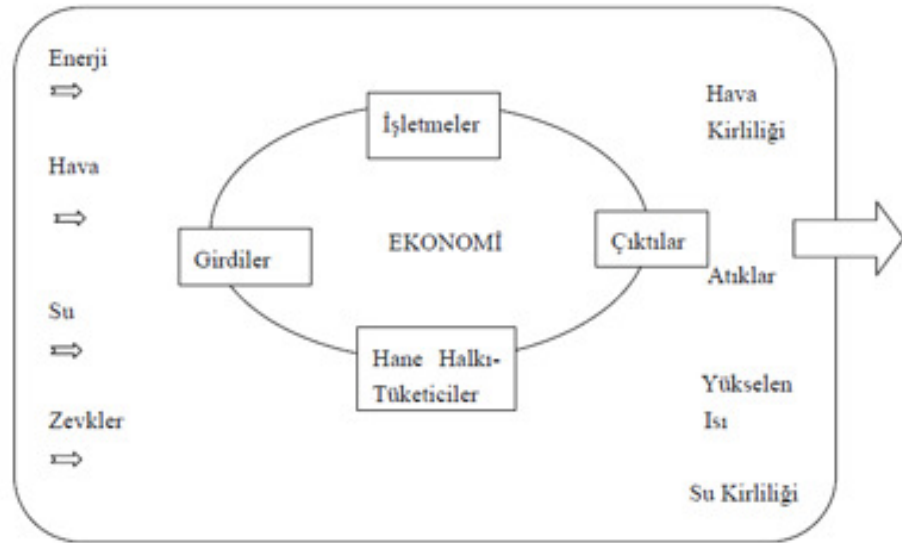 Enerji
Hava
Su
Zevkler
İşletmeler
Girdiler
EKONOMİ
Çıktılar
Hane Halkı-
Tüketiciler
Hava
Kirliliği
Atıklar
Yükselen
Isı
Su Kirliliği